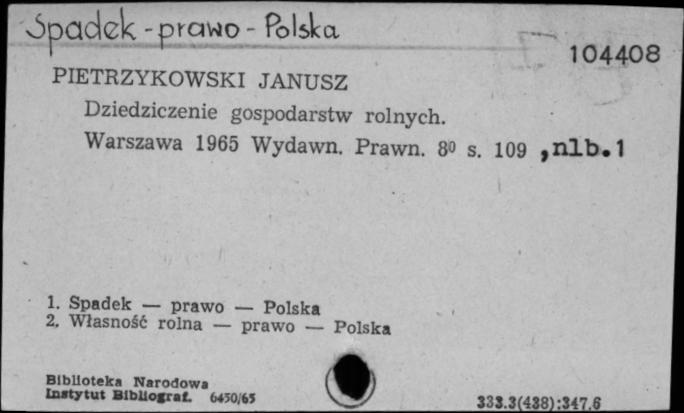 Spadek - prawo - Polska
104408
PIETRZYKOWSKI JANUSZ
Dziedziczenie gospodarstw rolnych.
Warszawa 1965 Wydawn. Prawn. 8⁰ s. 109 ,nlb.1
1. Spadek — prawo — Polska
2. Własność rolna — prawo — Polska
Biblioteka Narodowa
Instytut Bibliograf. 6450/65
333.3(438):347.6